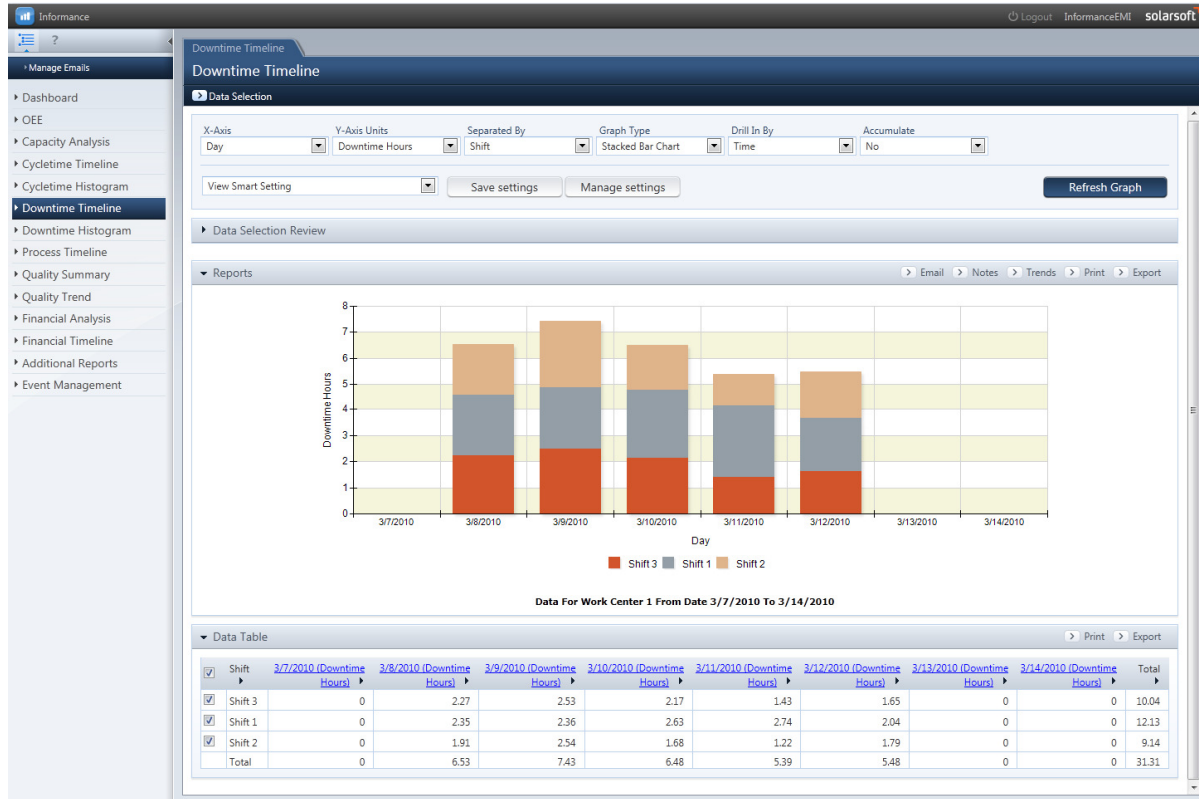 Informance
Logout InformanceEMI solarsoft
?
Manage Emails
Dashboard
OEE
Capacity Analysis
Cycletime Timeline
Cycletime Histogram
Downtime Timeline
Downtime Histogram
Process Timeline
Quality Summary
Quality Trend
Financial Analysis
Financial Timeline
Additional Reports
Event Management
Downtime Timeline
Downtime Timeline
Data Selection
X-Axis Y-Axis Units Separated By Graph Type Drill In By Accumulate
Day Downtime Hours Shift Stacked Bar Chart Time No
View Smart Setting Save settings Manage settings Refresh Graph
Data Selection Review
Reports Email Notes Trends Print Export
8
7
6
5
4
3
2
1
0
Downtime Hours
3/7/2010 3/8/2010 3/9/2010 3/10/2010 3/11/2010 3/12/2010 3/13/2010 3/14/2010
Day
Shift 3 Shift 1 Shift 2
Data For Work Center 1 From Date 3/7/2010 To 3/14/2010
Data Table Print Export
Shift 3/7/2010 (Downtime 3/8/2010 (Downtime 3/9/2010 (Downtime 3/10/2010 (Downtime 3/11/2010 (Downtime 3/12/2010 (Downtime 3/13/2010 (Downtime 3/14/2010 (Downtime Total
Hours) Hours) Hours) Hours) Hours) Hours) Hours) Hours)
Shift 3 0 2.27 2.53 2.17 1.43 1.65 0 0 10.04
Shift 1 0 2.35 2.36 2.63 2.74 2.04 0 0 12.13
Shift 2 0 1.91 2.54 1.68 1.22 1.79 0 0 9.14
Total 0 6.53 7.43 6.48 5.39 5.48 0 0 31.31